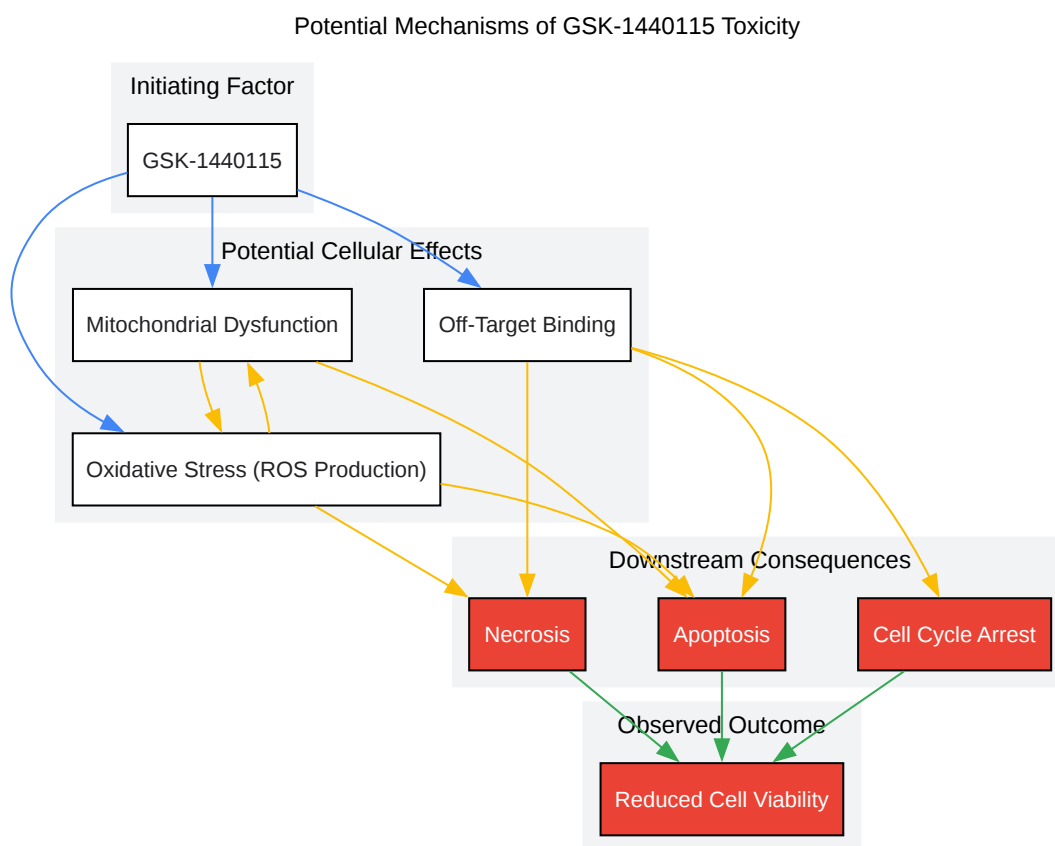 Potential Mechanisms of GSK-1440115 Toxicity
Initiating Factor
GSK-1440115
Potential Cellular Effects
Mitochondrial Dysfunction
Off-Target Binding
Oxidative Stress (ROS Production)
Downstream Consequences
Necrosis
Apoptosis
Cell Cycle Arrest
Observed Outcome
Reduced Cell Viability